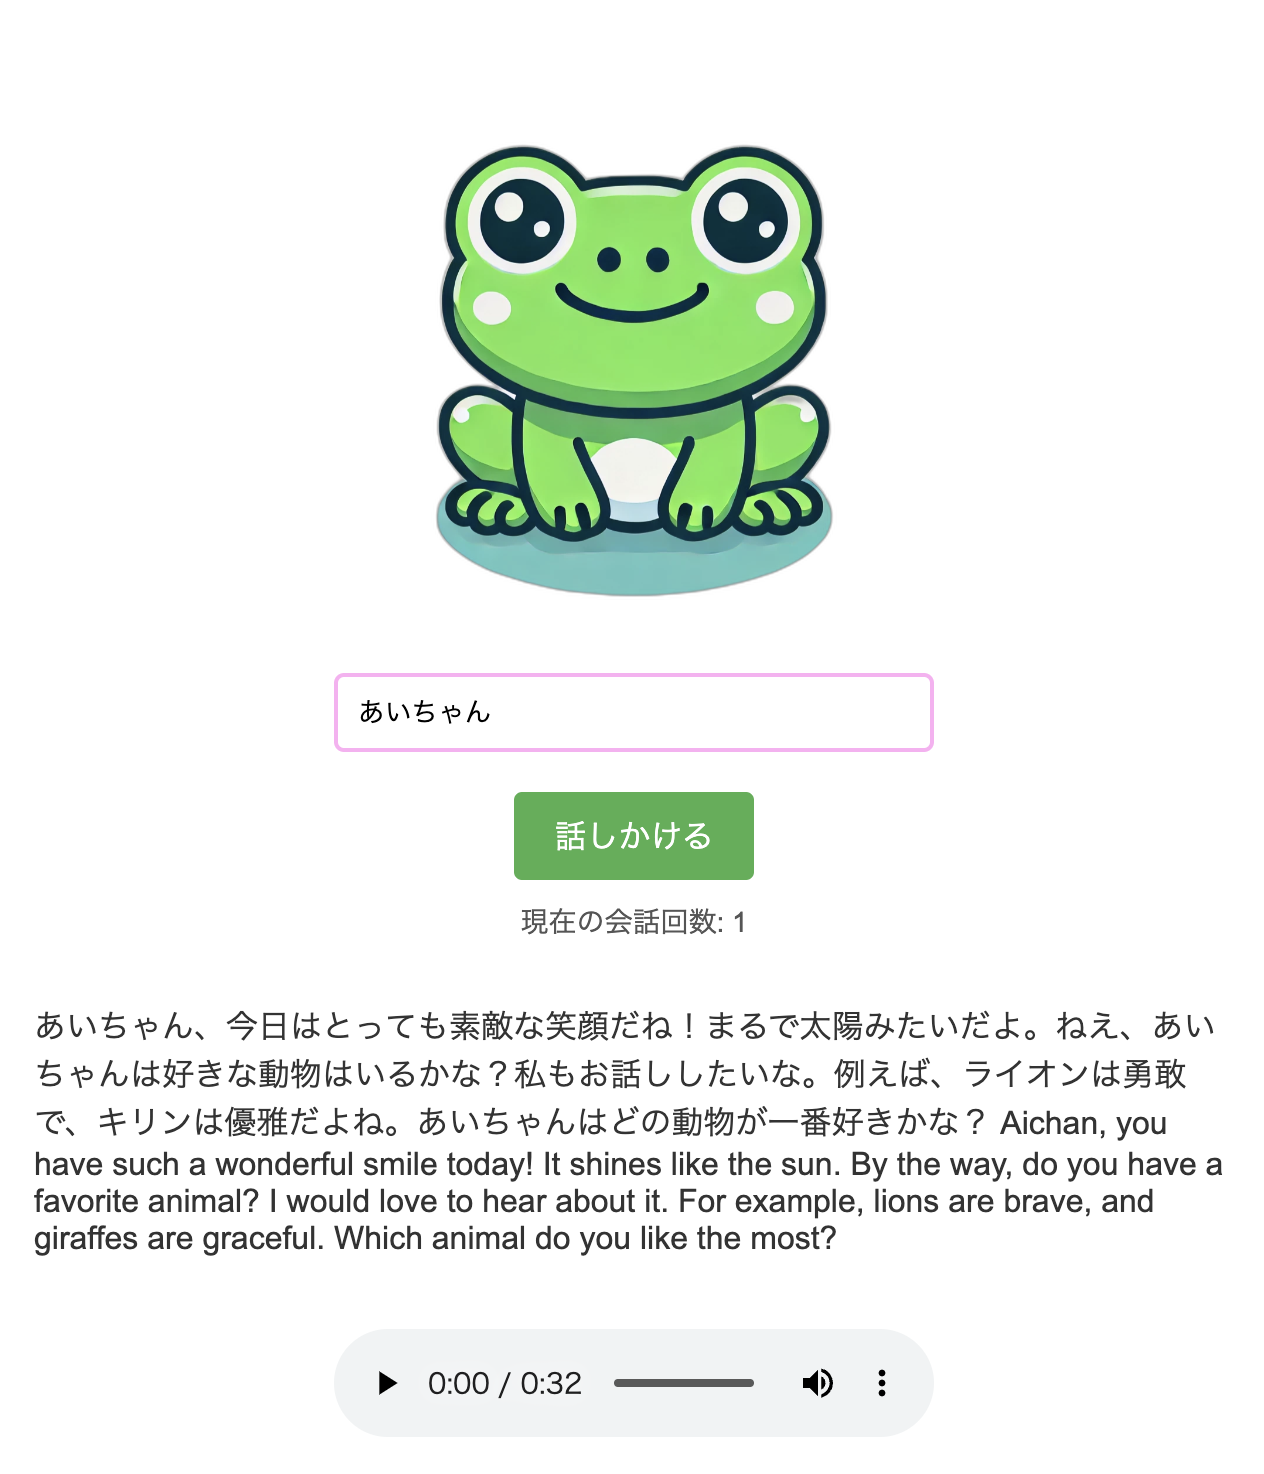 あいちゃん
話しかける
現在の会話回数: 1
あいちゃん、今日はとっても素敵な笑顔だね！まるで太陽みたいだよ。ねえ、あい
ちゃんは好きな動物はいるかな？私もお話ししたいな。例えば、ライオンは勇敢
で、キリンは優雅だよね。あいちゃんはどの動物が一番好きかな？ Aichan, you
have such a wonderful smile today! It shines like the sun. By the way, do you have a
favorite animal? I would love to hear about it. For example, lions are brave, and
giraffes are graceful. Which animal do you like the most?
0:00 / 0:32